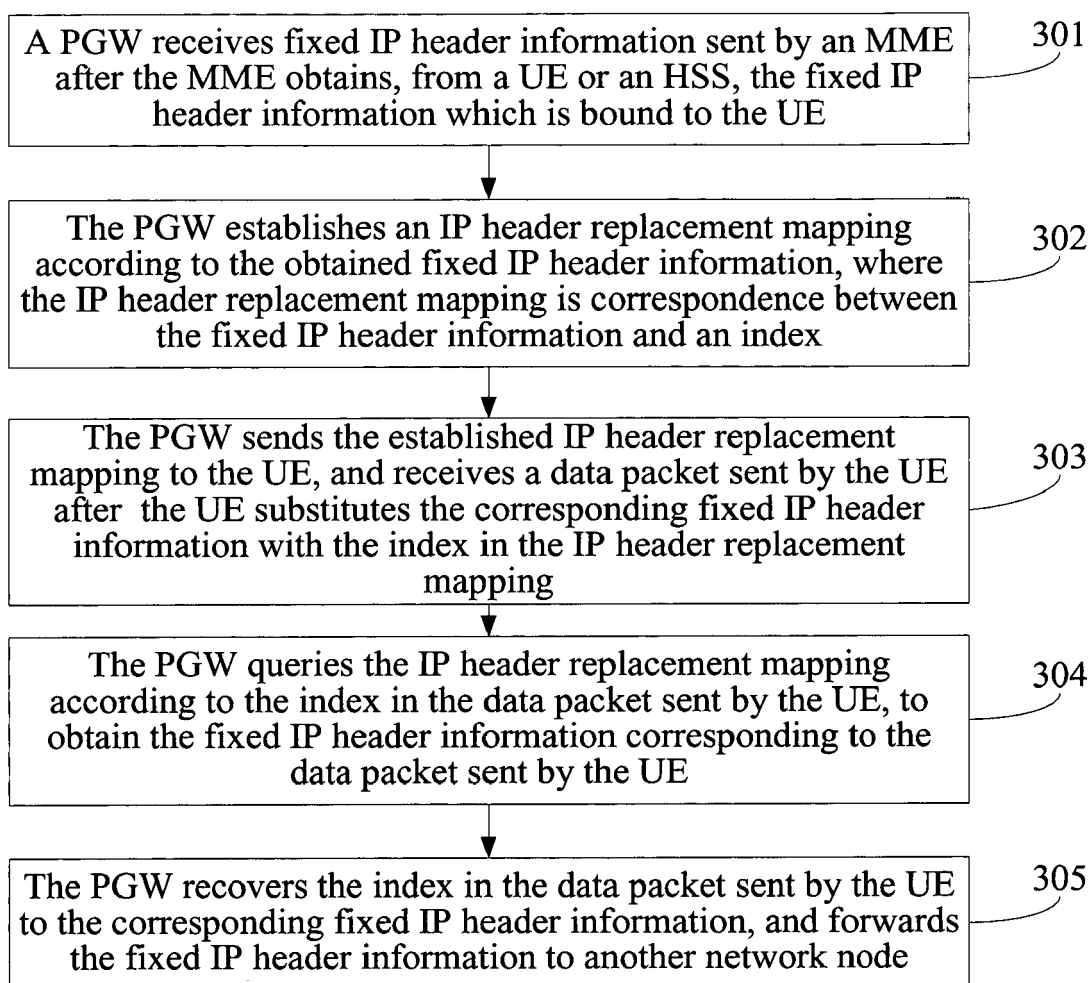 A PGW receives fixed IP header information sent by an MME
after the MME obtains, from a UE or an HSS, the fixed IP
header information which is bound to the UE
301
The PGW establishes an IP header replacement mapping
according to the obtained fixed IP header information, where
the IP header replacement mapping is correspondence between
the fixed IP header information and an index
302
The PGW sends the established IP header replacement
mapping to the UE, and receives a data packet sent by the UE
after the UE substitutes the corresponding fixed IP header
information with the index in the IP header replacement
mapping
303
The PGW queries the IP header replacement mapping
according to the index in the data packet sent by the UE, to
obtain the fixed IP header information corresponding to the
data packet sent by the UE
304
The PGW recovers the index in the data packet sent by the UE
to the corresponding fixed IP header information, and forwards
the fixed IP header information to another network node
305